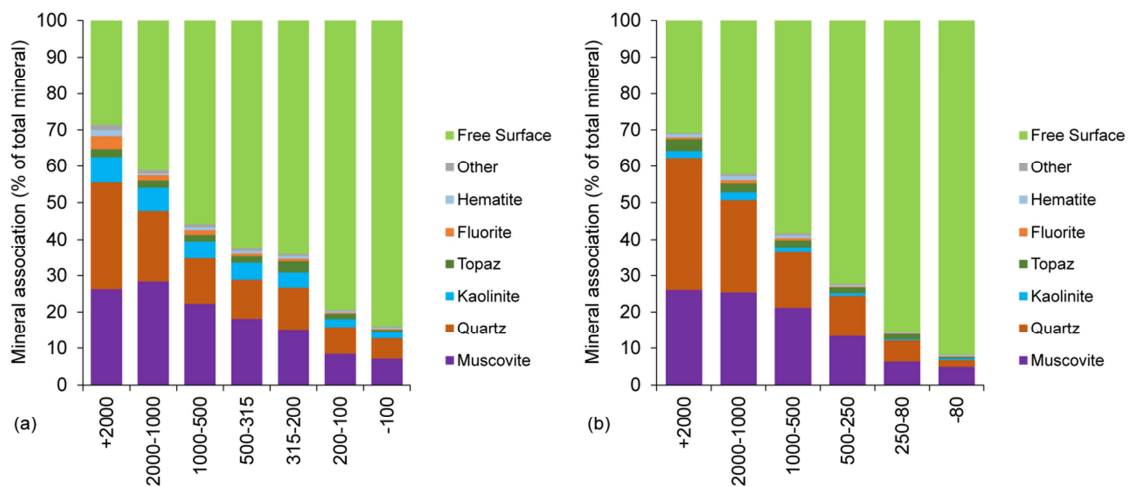 Mineral association (% of total mineral)
100
90
80
70
60
50
40
30
20
10
0
+2000
2000-1000
1000-500
500-315
315-200
200-100
-100
(a)
Free Surface
Other
Hematite
Fluorite
Topaz
Kaolinite
Quartz
Muscovite
Mineral association (% of total mineral)
100
90
80
70
60
50
40
30
20
10
0
+2000
2000-1000
1000-500
500-250
250-80
-80
(b)
Free Surface
Other
Hematite
Fluorite
Topaz
Kaolinite
Quartz
Muscovite